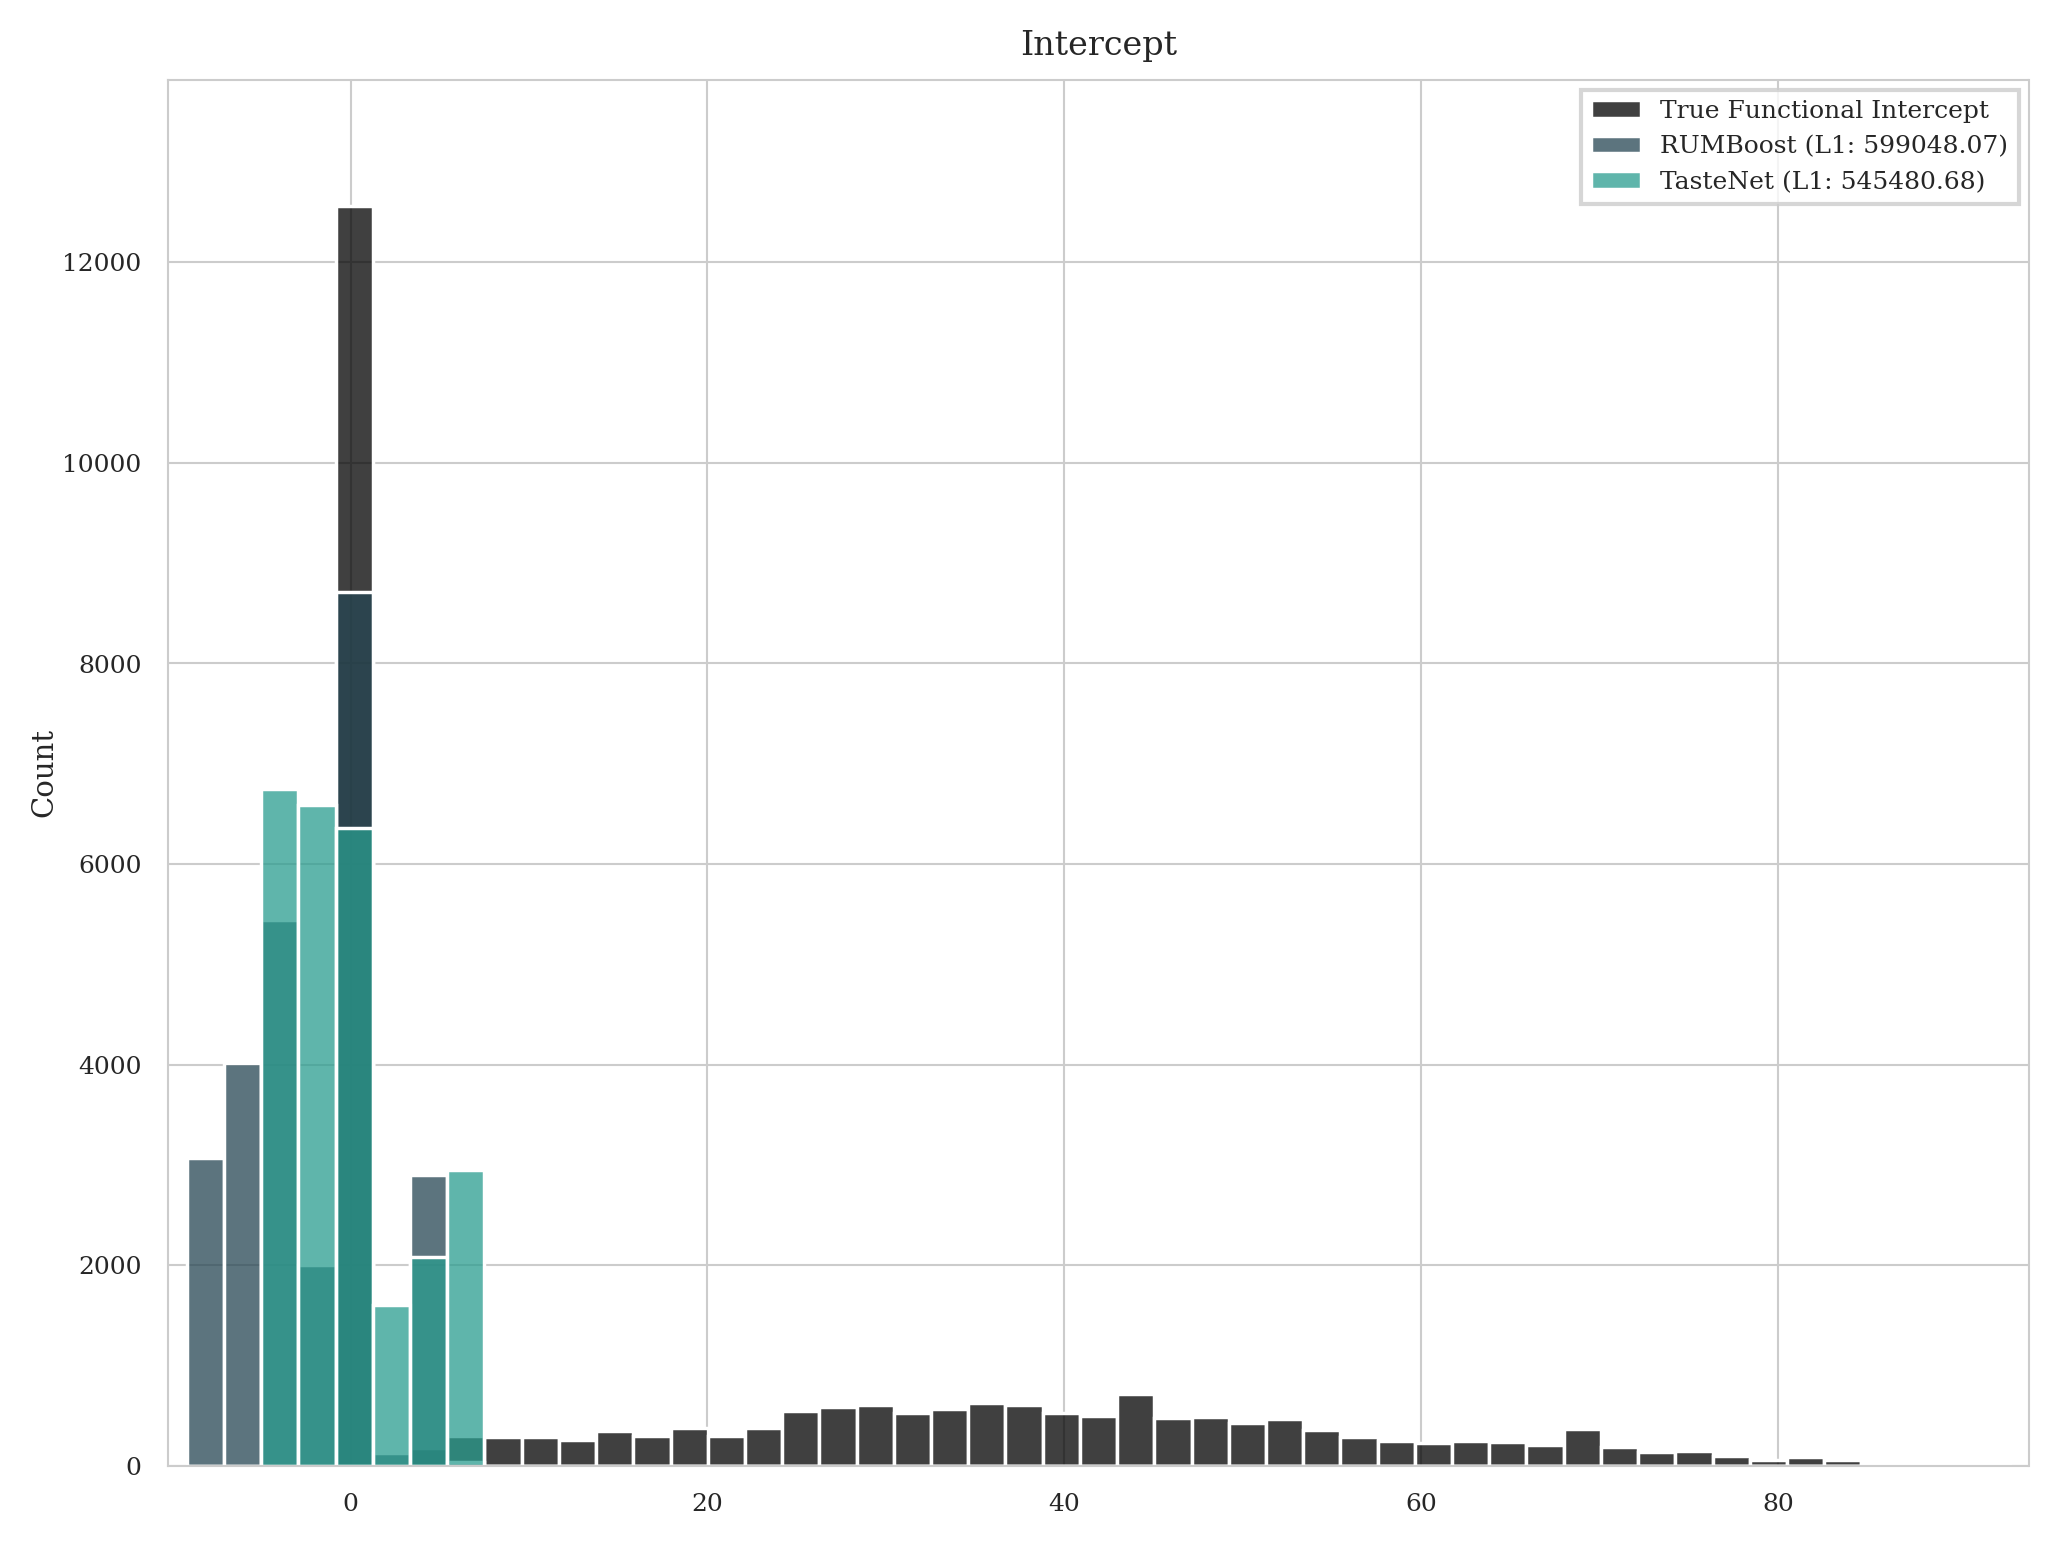 Intercept
True Functional Intercept
RUMBoost (L1: 599048.07)
TasteNet (L1: 545480.68)
Count
12000
10000
8000
6000
4000
2000
0
0 20 40 60 80